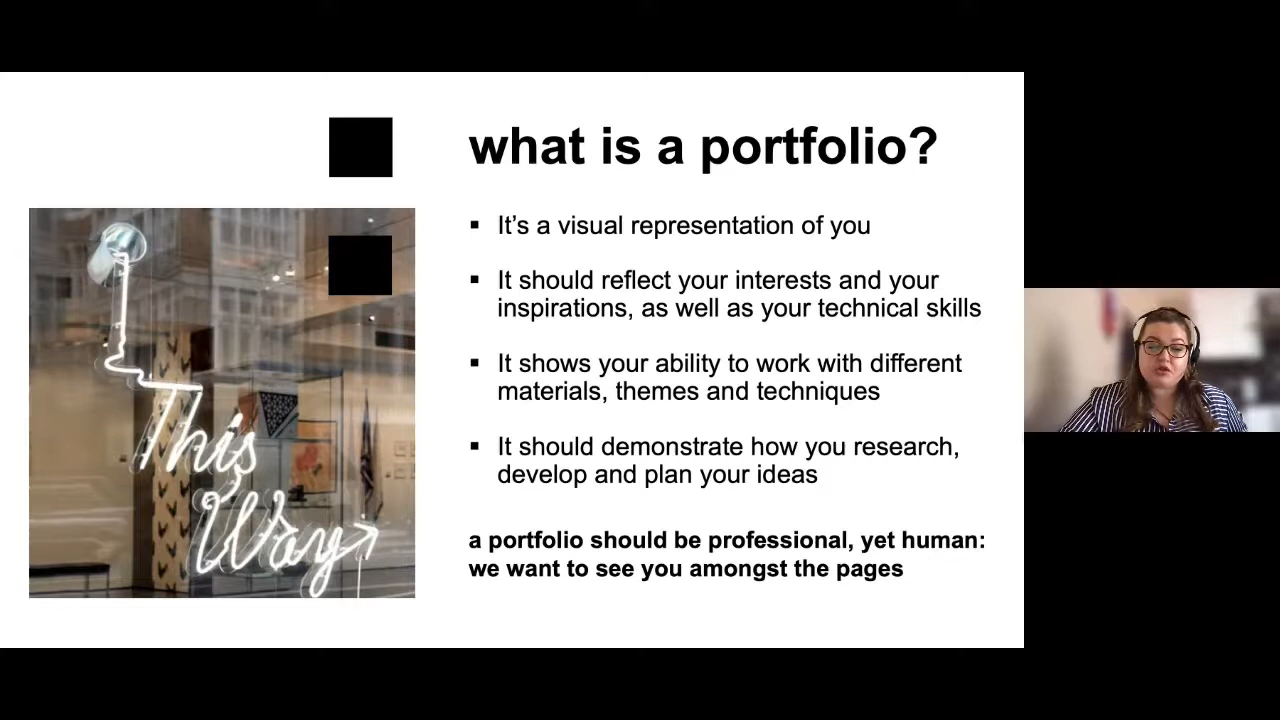 what is a portfolio?
▪ It's a visual representation of you
▪ It should reflect your interests and your
inspirations, as well as your technical skills
▪ It shows your ability to work with different
materials, themes and techniques
▪ It should demonstrate how you research,
develop and plan your ideas
a portfolio should be professional, yet human:
we want to see you amongst the pages
This
Way